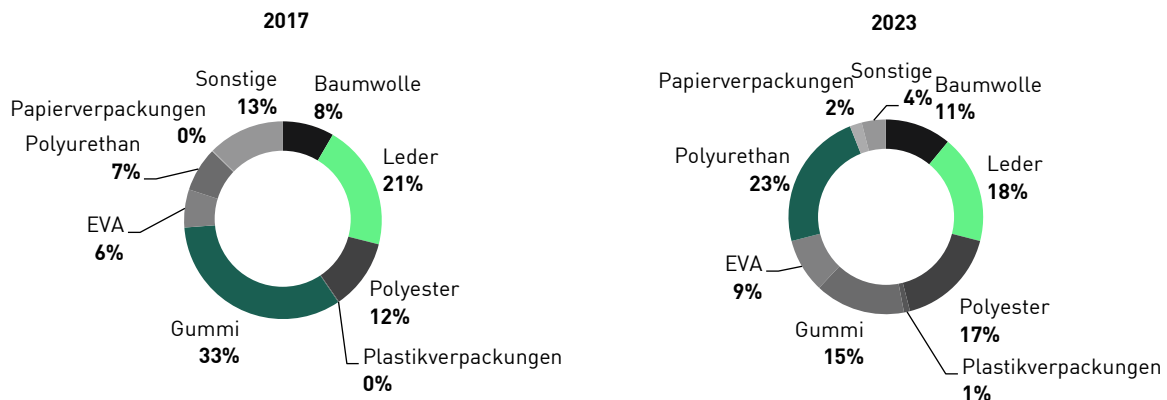 2017
Sonstige
13%
Baumwolle
8%
Papierverpackungen
0%
Polyurethan
7%
Leder
21%
EVA
6%
Polyester
12%
Gummi
33%
Plastikverpackungen
0%
2023
Papierverpackungen
2%
Sonstige
4%
Baumwolle
11%
Polyurethan
23%
Leder
18%
EVA
9%
Polyester
17%
Gummi
15%
Plastikverpackungen
1%